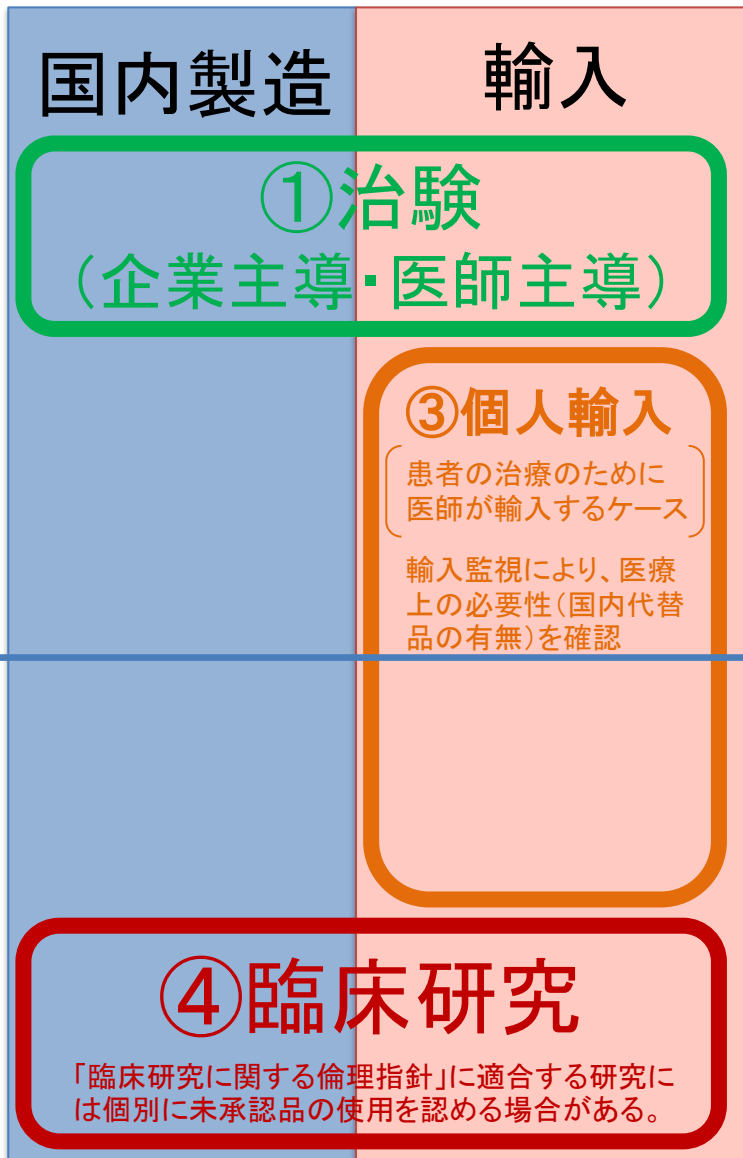 国内製造
輸入
①治験
（企業主導・医師主導）
③個人輸入
患者の治療のために
医師が輸入するケース
輸入監視により、医療
上の必要性（国内代替
品の有無）を確認
④臨床研究
「臨床研究に関する倫理指針」に適合する研究に
は個別に未承認品の使用を認める場合がある。